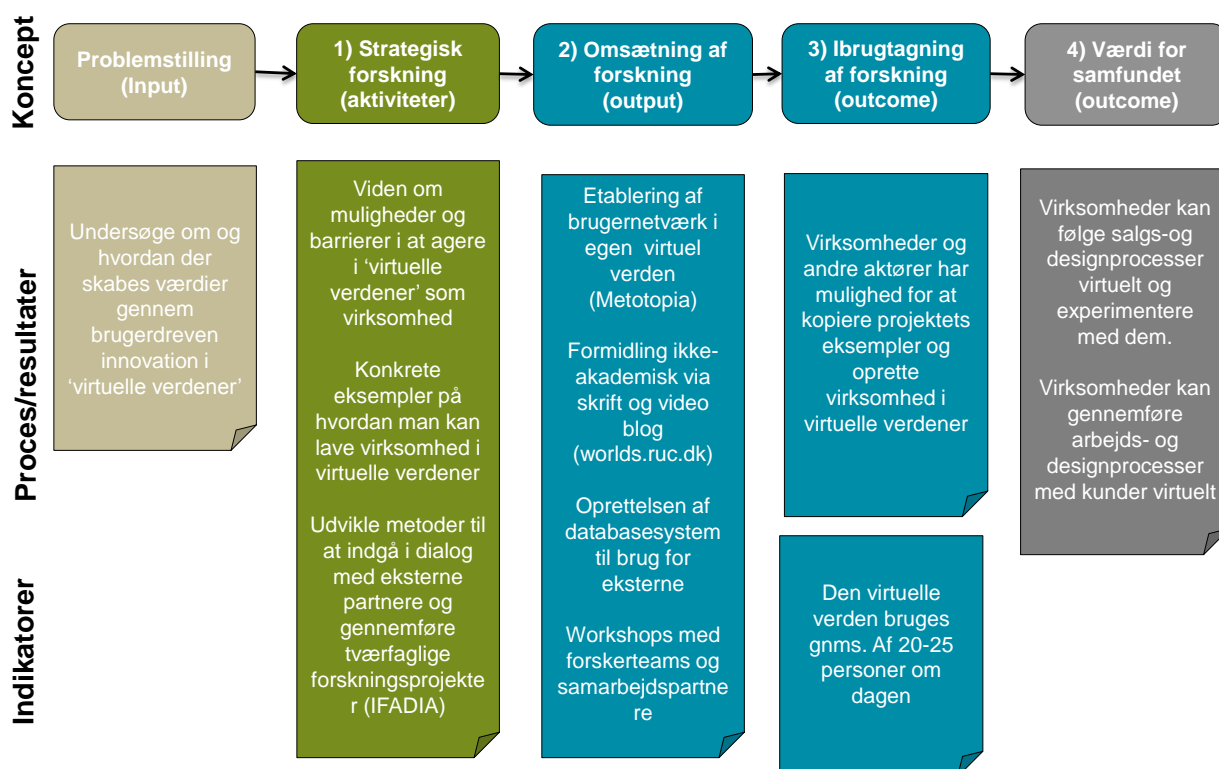 Koncept
Problemstilling
(Input)
1) Strategisk
forskning
(aktiviteter)
2) Omsætning af
forskning
(output)
3) Ibrugtagning
af forskning
(outcome)
4) Værdi for
samfundet
(outcome)
Proces/resultater
Undersøge om og
hvordan der
skabes værdier
gennem
brugerdreven
innovation i
‘virtuelle verdener’
Viden om
muligheder og
barrierer i at agere
i ‘virtuelle
verdener’ som
virksomhed
Konkrete
eksempler på
hvordan man kan
lave virksomhed i
virtuelle verdener
Udvikle metoder til
at indgå i dialog
med eksterne
partnere og
gennemføre
tværfaglige
forskningsprojekte
r (IFADIA)
Etablering af
brugernetværk i
egen virtuel
verden
(Metotopia)
Formidling ikke-
akademisk via
skrift og video
blog
(worlds.ruc.dk)
Oprettelsen af
databasesystem
til brug for
eksterne
Workshops med
forskerteams og
samarbejdspartne
re
Virksomheder og
andre aktører har
mulighed for at
kopiere projektets
eksempler og
oprette
virksomhed i
virtuelle verdener
Virksomheder kan
følge salgs-og
designprocesser
virtuelt og
experimentere
med dem.
Virksomheder kan
gennemføre
arbejds- og
designprocesser
med kunder virtuelt
Indikatorer
Den virtuelle
verden bruges
gnms. Af 20-25
personer om
dagen